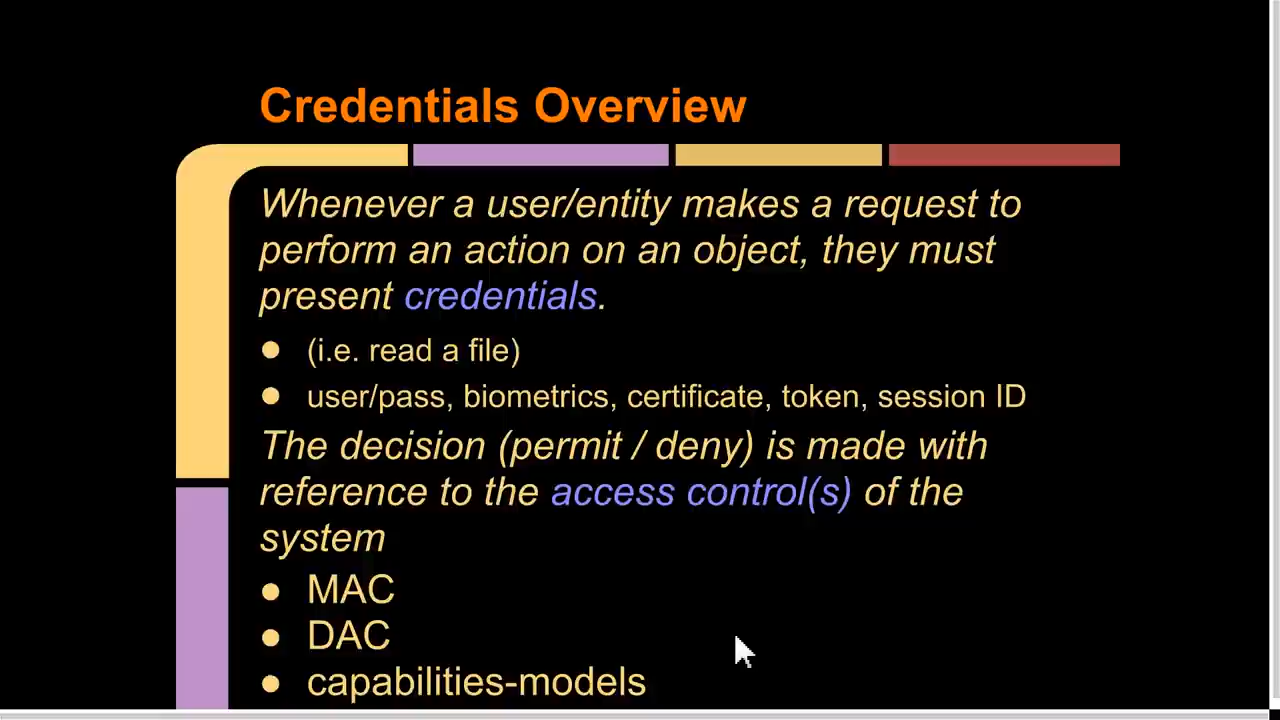 Credentials Overview
Whenever a user/entity makes a request to
perform an action on an object, they must
present credentials.
● (i.e. read a file)
● user/pass, biometrics, certificate, token, session ID
The decision (permit / deny) is made with
reference to the access control(s) of the
system
● MAC
● DAC
● capabilities-models